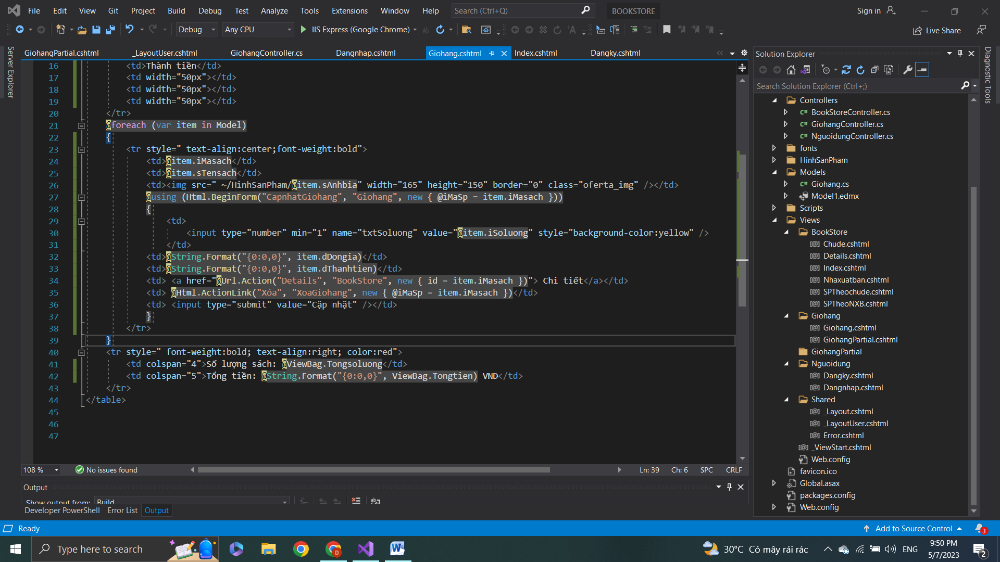 File Edit View Git Project Build Debug Test Analyze Tools Extensions Window Help Search (Ctrl+Q) BOOKSTORE Sign in
Debug Any CPU IIS Express (Google Chrome) Live Share
Server Explorer
GiohangPartial.cshtml _LayoutUser.cshtml GiohangController.cs Dangnhap.cshtml Giohang.cshtml Index.cshtml Dangky.cshtml
16 <td>Thành tiền</td>
17 <td width="50px"></td>
18 <td width="50px"></td>
19 <td width="50px"></td>
20 </tr>
21 @foreach (var item in Model)
22 {
23 <tr style=" text-align:center;font-weight:bold">
24 <td>@item.iMasach</td>
25 <td>@item.sTensach</td>
26 <td><img src=" ~/HinhSanPham/@item.sAnhbia" width="165" height="150" border="0" class="oferta_img" /></td>
27 @using (Html.BeginForm("CapnhatGiohang", "Giohang", new { @iMaSp = item.iMasach }))
28 {
29 <td>
30 <input type="number" min="1" name="txtSoluong" value="@item.iSoluong" style="background-color:yellow" />
31 </td>
32 <td>@String.Format("{0:0,0}", item.dDongia)</td>
33 <td>@String.Format("{0:0,0}", item.dThanhtien)</td>
34 <td> <a href="@Url.Action("Details", "BookStore", new { id = item.iMasach })"> Chi tiết</a></td>
35 <td> @Html.ActionLink("Xóa", "XoaGiohang", new { @iMaSp = item.iMasach })</td>
36 <td> <input type="submit" value="Cập nhật" /></td>
37 }
38 </tr>
39 }
40 <tr style=" font-weight:bold; text-align:right; color:red">
41 <td colspan="4">Số lượng sách: @ViewBag.Tongsoluong</td>
42 <td colspan="5">Tổng tiền: @String.Format("{0:0,0}", ViewBag.Tongtien) VNĐ</td>
43 </tr>
44 </table>
45
46
47
108 % No issues found Ln: 39 Ch: 6 SPC CRLF
Output
Show output from: Build
Developer PowerShell Error List Output
Solution Explorer
Search Solution Explorer (Ctrl+;)
Controllers
C# BookStoreController.cs
C# GiohangController.cs
C# NguoidungController.cs
fonts
HinhSanPham
Models
C# Giohang.cs
Model1.edmx
Scripts
Views
BookStore
[@] Chude.cshtml
[@] Details.cshtml
[@] Index.cshtml
[@] Nhaxuatban.cshtml
[@] SPTheochude.cshtml
[@] SPTheoNXB.cshtml
Giohang
[@] Giohang.cshtml
[@] GiohangPartial.cshtml
GiohangPartial
Nguoidung
[@] Dangky.cshtml
[@] Dangnhap.cshtml
Shared
[@] _Layout.cshtml
[@] _LayoutUser.cshtml
[@] Error.cshtml
[@] _ViewStart.cshtml
Web.config
favicon.ico
Global.asax
packages.config
Web.config
Diagnostic Tools
Ready Add to Source Control 3
Type here to search 30°C Có mây rải rác ENG 9:50 PM
5/7/2023 2